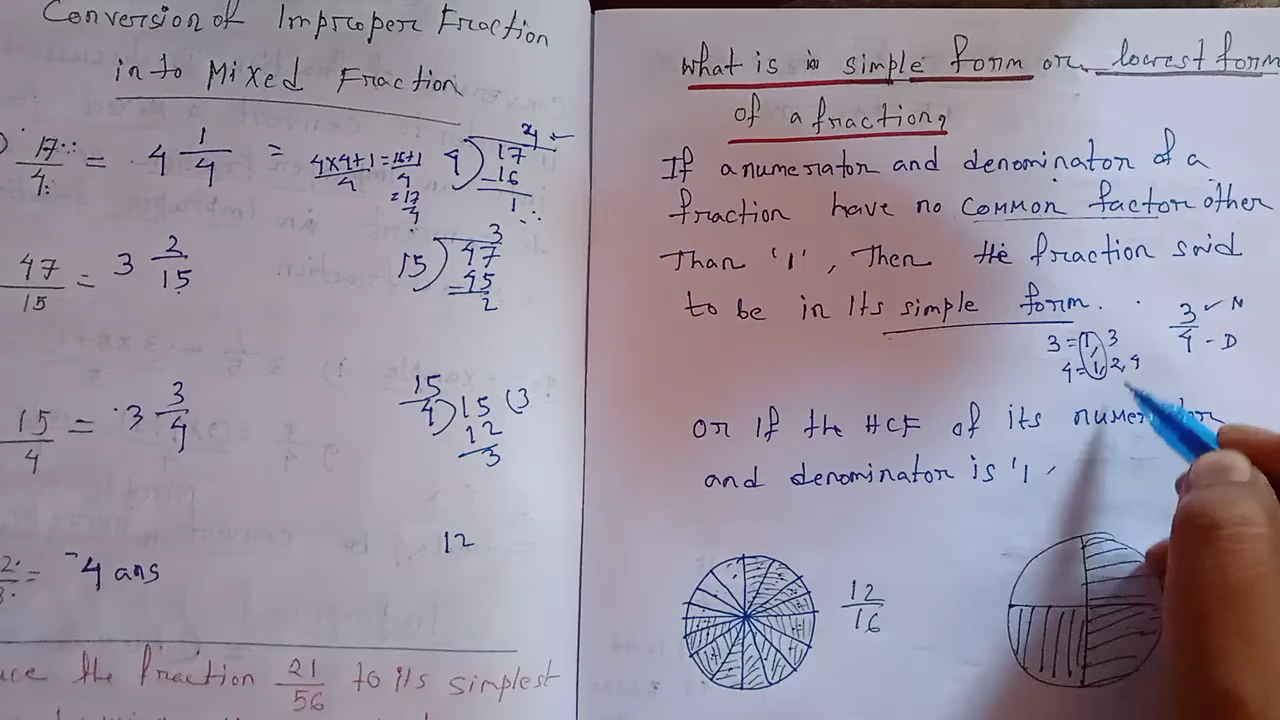 Conversion of Improper Fraction
in to Mixed Fraction
17/4 = 4 1/4 = 4x4+1/4 = 16+1/4 = 17/4
4) 17 4
-16
1
47/15 = 3 2/15
15) 47 3
45
2
15/4 = 3 3/4
15/4
4) 15 (3
12
3
12
= -4 ans
the fraction 21/56 to its simplest
What is simple form or lowest form
of a fraction?
If a numerator and denominator of a
fraction have no common factor other
Than '1', Then the fraction said
to be in Its simple form.
3/4 - N
- D
3 = 1, 3
4 = 1, 2, 4
or If the HCF of its
and denominator is '1
12/16